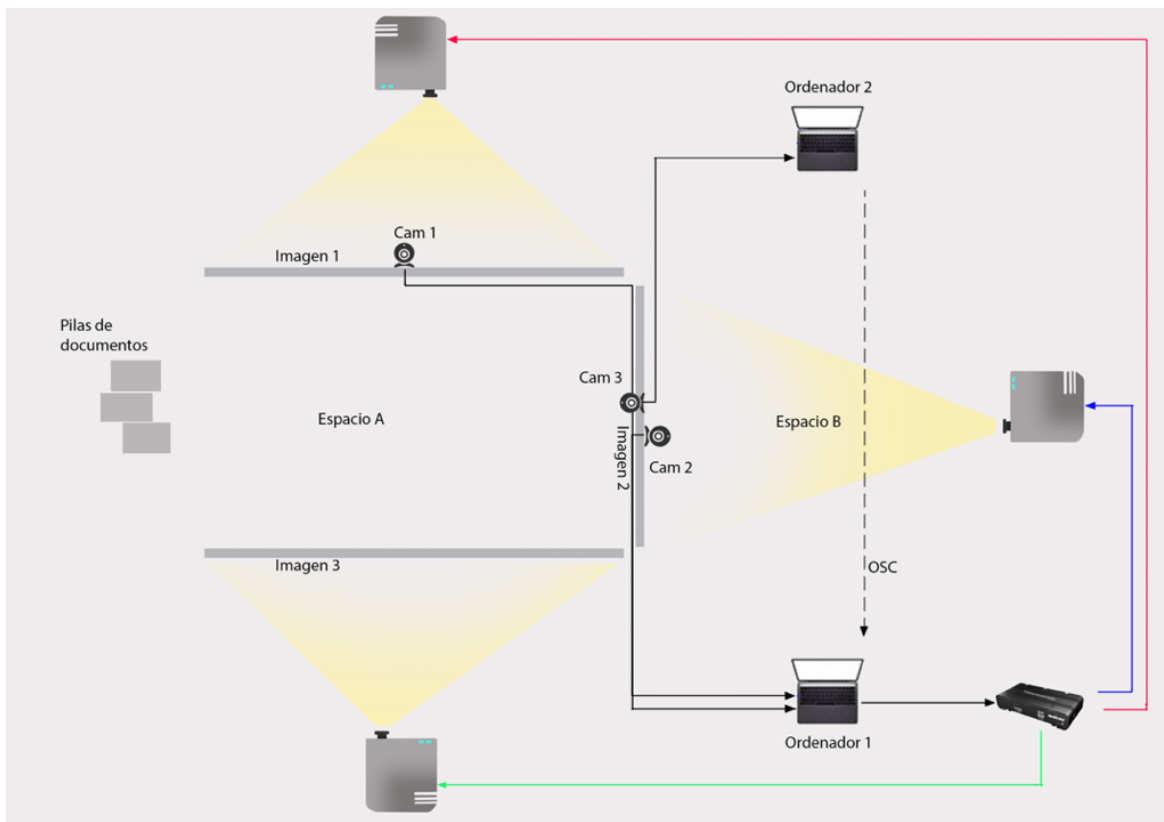 Ordenador 2
Cam 1
Imagen 1
Pilas de
documentos
Cam 3
Espacio A
Espacio B
Imagen 2
Cam 2
Imagen 3
OSC
Ordenador 1